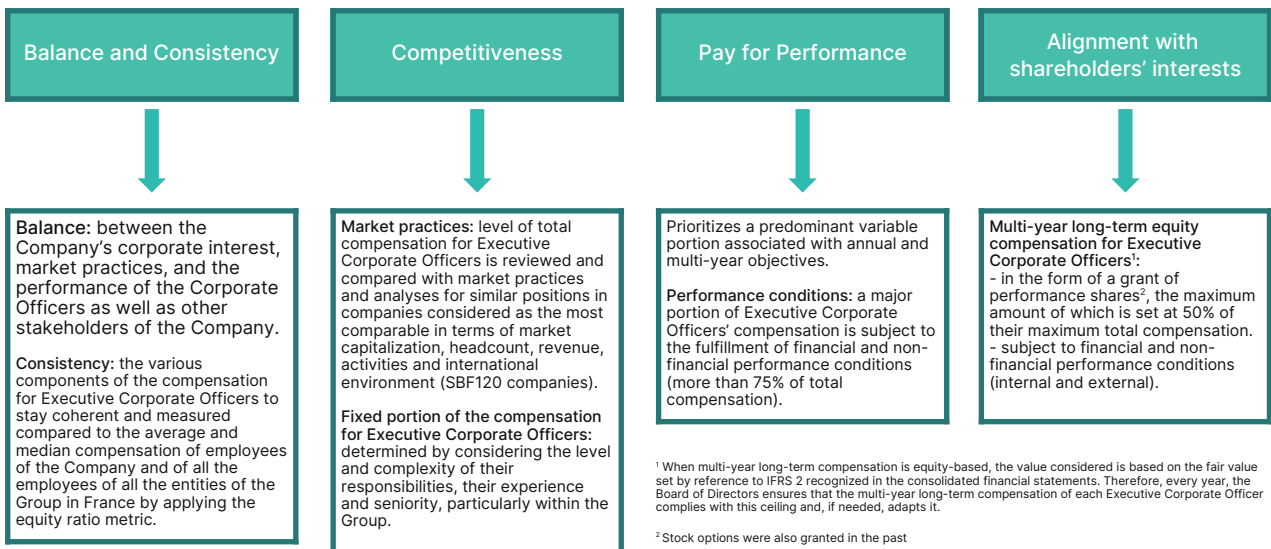 Balance and Consistency
Balance: between the
Company's corporate interest,
market practices, and the
performance of the Corporate
Officers as well as other
stakeholders of the Company.
Consistency: the various
components of the compensation
for Executive Corporate Officers to
stay coherent and measured
compared to the average and
median compensation of employees
of the Company and of all the
employees of all the entities of the
Group in France by applying the
equity ratio metric.
Competitiveness
Market practices: level of total
compensation for Executive
Corporate Officers is reviewed and
compared with market practices
and analyses for similar positions in
companies considered as the most
comparable in terms of market
capitalization, headcount, revenue,
activities and international
environment (SBF120 companies).
Fixed portion of the compensation
for Executive Corporate Officers:
determined by considering the level
and complexity of their
responsibilities, their experience
and seniority, particularly within the
Group.
Pay for Performance
Prioritizes a predominant variable
portion associated with annual and
multi-year objectives.
Performance conditions: a major
portion of Executive Corporate
Officers' compensation is subject to
the fulfillment of financial and non-
financial performance conditions
(more than 75% of total
compensation).
Alignment with
shareholders' interests
Multi-year long-term equity
compensation for Executive
Corporate Officers¹:
- in the form of a grant of
performance shares², the maximum
amount of which is set at 50% of
their maximum total compensation.
- subject to financial and non-
financial performance conditions
(internal and external).
¹ When multi-year long-term compensation is equity-based, the value considered is based on the fair value
set by reference to IFRS 2 recognized in the consolidated financial statements. Therefore, every year, the
Board of Directors ensures that the multi-year long-term compensation of each Executive Corporate Officer
complies with this ceiling and, if needed, adapts it.
² Stock options were also granted in the past